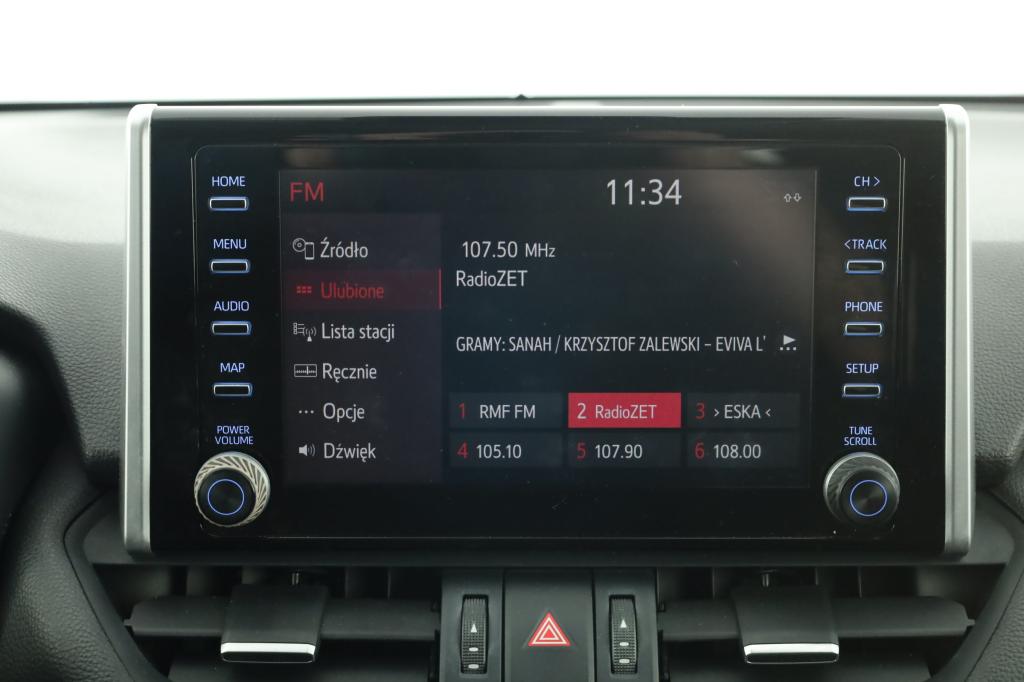 HOME
MENU
AUDIO
MAP
POWER
VOLUME
FM
11:34
Źródło
Ulubione
Lista stacji
Ręcznie
Opcje
Dźwięk
107.50 MHz
RadioZET
GRAMY: SANAH / KRZYSZTOF ZALEWSKI – EVIVA L'
1 RMF FM
2 RadioZET
3 > ESKA <
4 105.10
5 107.90
6 108.00
CH >
< TRACK
PHONE
SETUP
TUNE
SCROLL